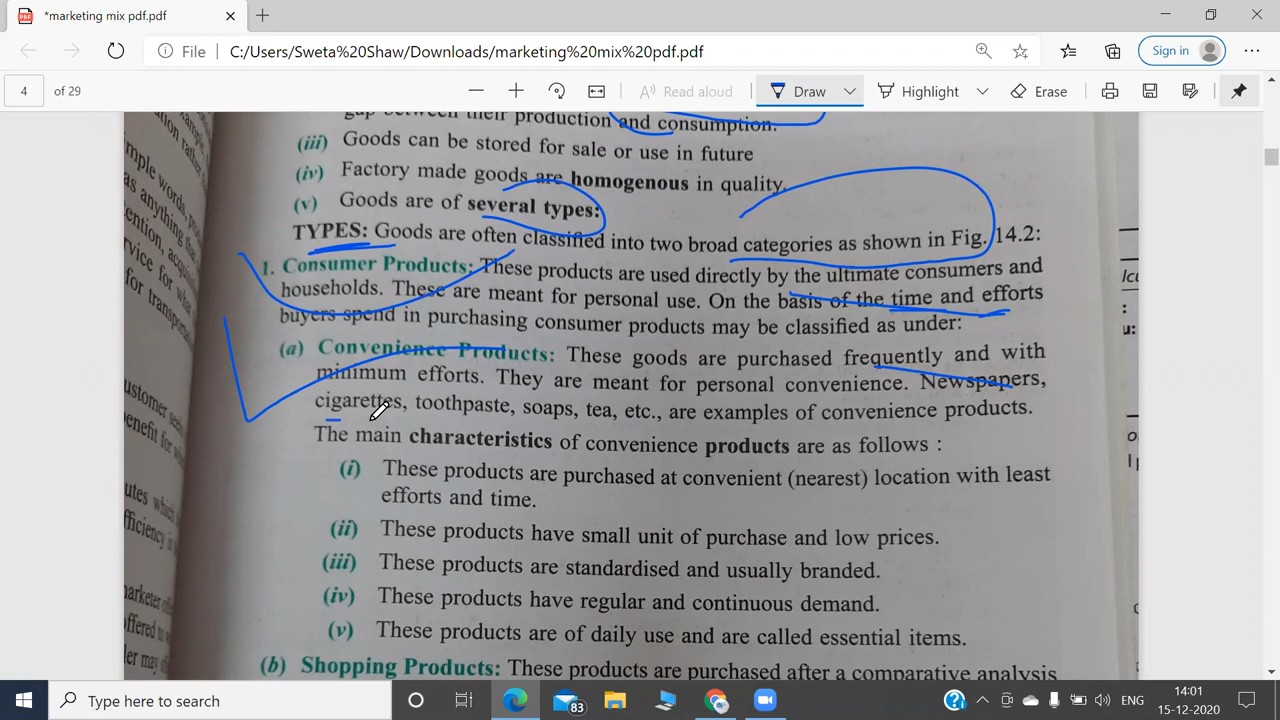 *marketing mix pdf.pdf
File C:/Users/Sweta%20Shaw/Downloads/marketing%20mix%20pdf.pdf
Sign in
4 of 29
Read aloud Draw Highlight Erase
gap between their production and consumption.
(iii) Goods can be stored for sale or use in future
(iv) Factory made goods are homogenous in quality.
(v) Goods are of several types:
TYPES: Goods are often classified into two broad categories as shown in Fig. 14.2:
1. Consumer Products: These products are used directly by the ultimate consumers and
households. These are meant for personal use. On the basis of the time and efforts
buyers spend in purchasing consumer products may be classified as under:
(a) Convenience Products: These goods are purchased frequently and with
minimum efforts. They are meant for personal convenience. Newspapers,
cigarettes, toothpaste, soaps, tea, etc., are examples of convenience products.
The main characteristics of convenience products are as follows :
(i) These products are purchased at convenient (nearest) location with least
efforts and time.
(ii) These products have small unit of purchase and low prices.
(iii) These products are standardised and usually branded.
(iv) These products have regular and continuous demand.
(v) These products are of daily use and are called essential items.
(b) Shopping Products: These products are purchased after a comparative analysis
Type here to search
83
ENG
14:01
15-12-2020